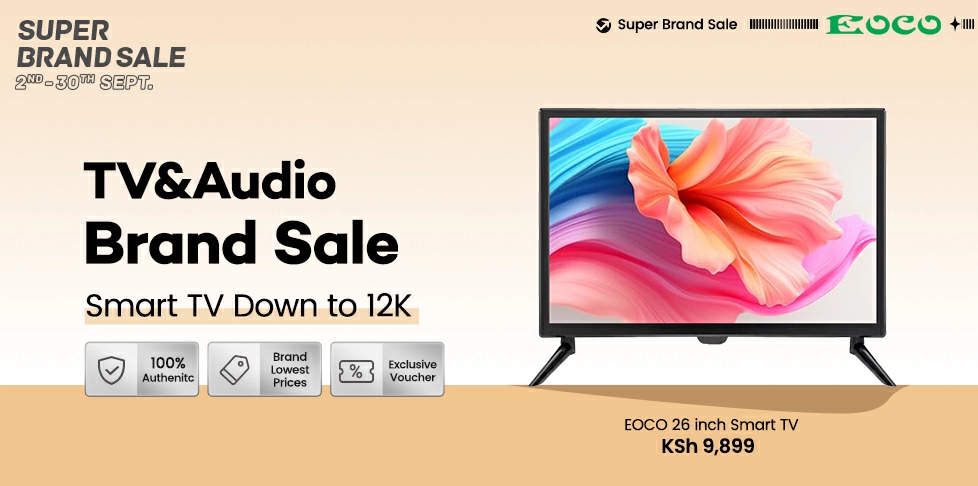 SUPER
BRAND SALE
2ND-30TH SEPT.
Super Brand Sale
EOCO
TV&Audio
Brand Sale
Smart TV Down to 12K
100%
Authenitc
Brand
Lowest
Prices
%
Exclusive
Voucher
EOCO 26 inch Smart TV
KSh 9,899